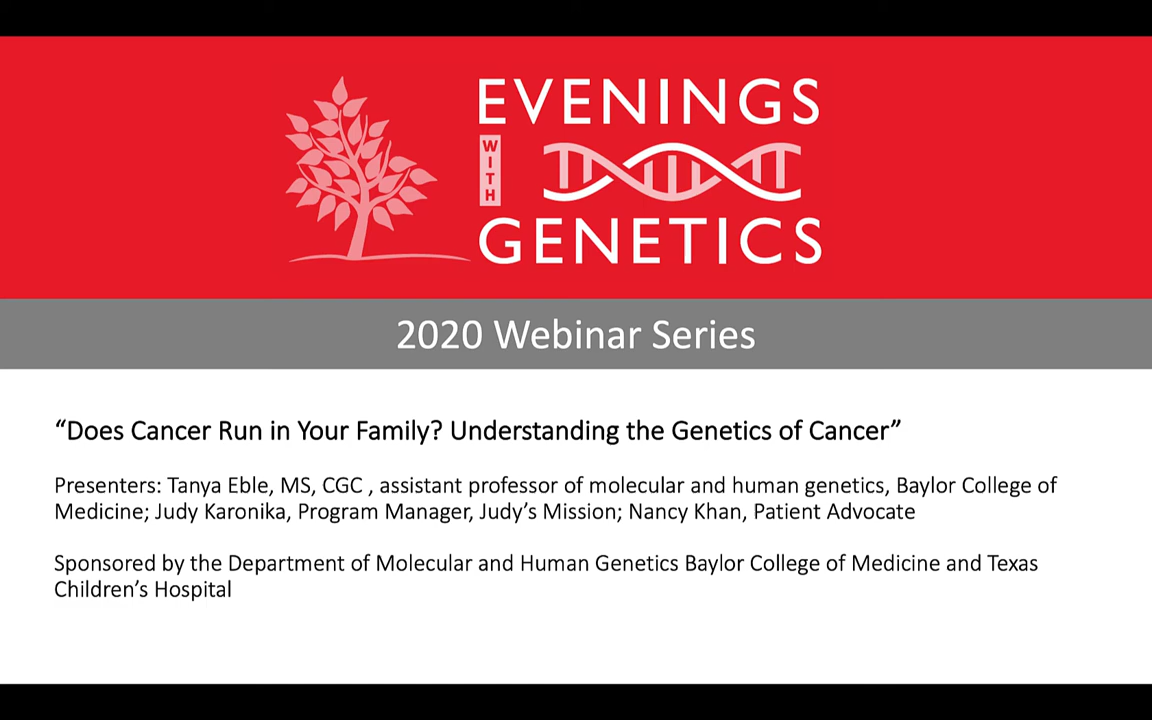 EVENINGS
WITH
GENETICS
2020 Webinar Series
“Does Cancer Run in Your Family? Understanding the Genetics of Cancer”
Presenters: Tanya Eble, MS, CGC , assistant professor of molecular and human genetics, Baylor College of
Medicine; Judy Karonika, Program Manager, Judy’s Mission; Nancy Khan, Patient Advocate
Sponsored by the Department of Molecular and Human Genetics Baylor College of Medicine and Texas
Children’s Hospital